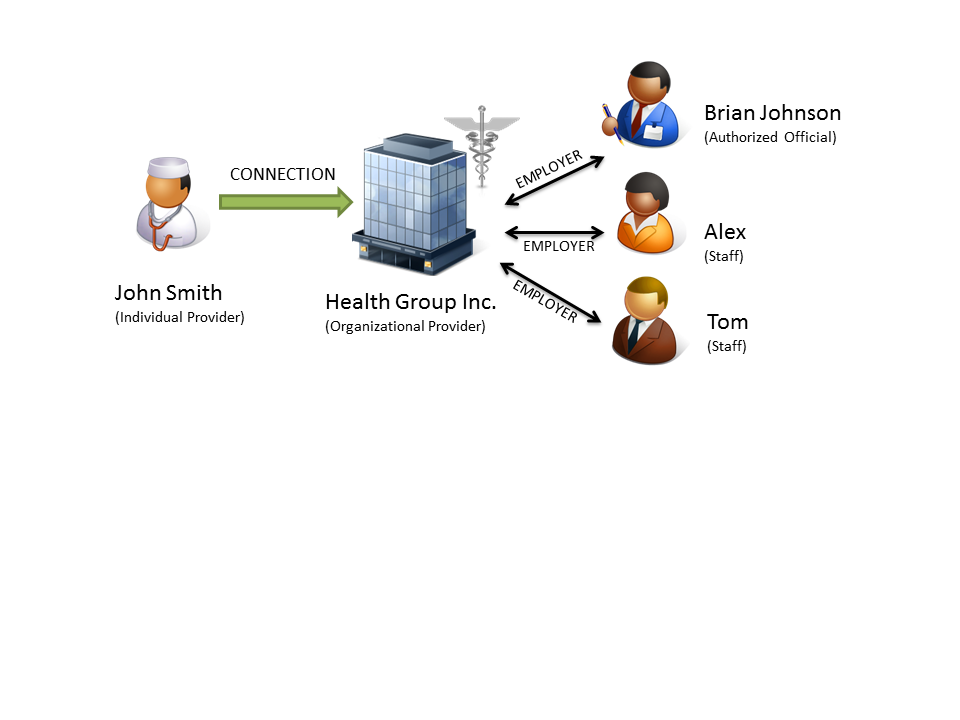 CONNECTION
John Smith
(Individual Provider)
Health Group Inc.
(Organizational Provider)
EMPLOYER
Brian Johnson
(Authorized Official)
EMPLOYER
Alex
(Staff)
EMPLOYER
Tom
(Staff)